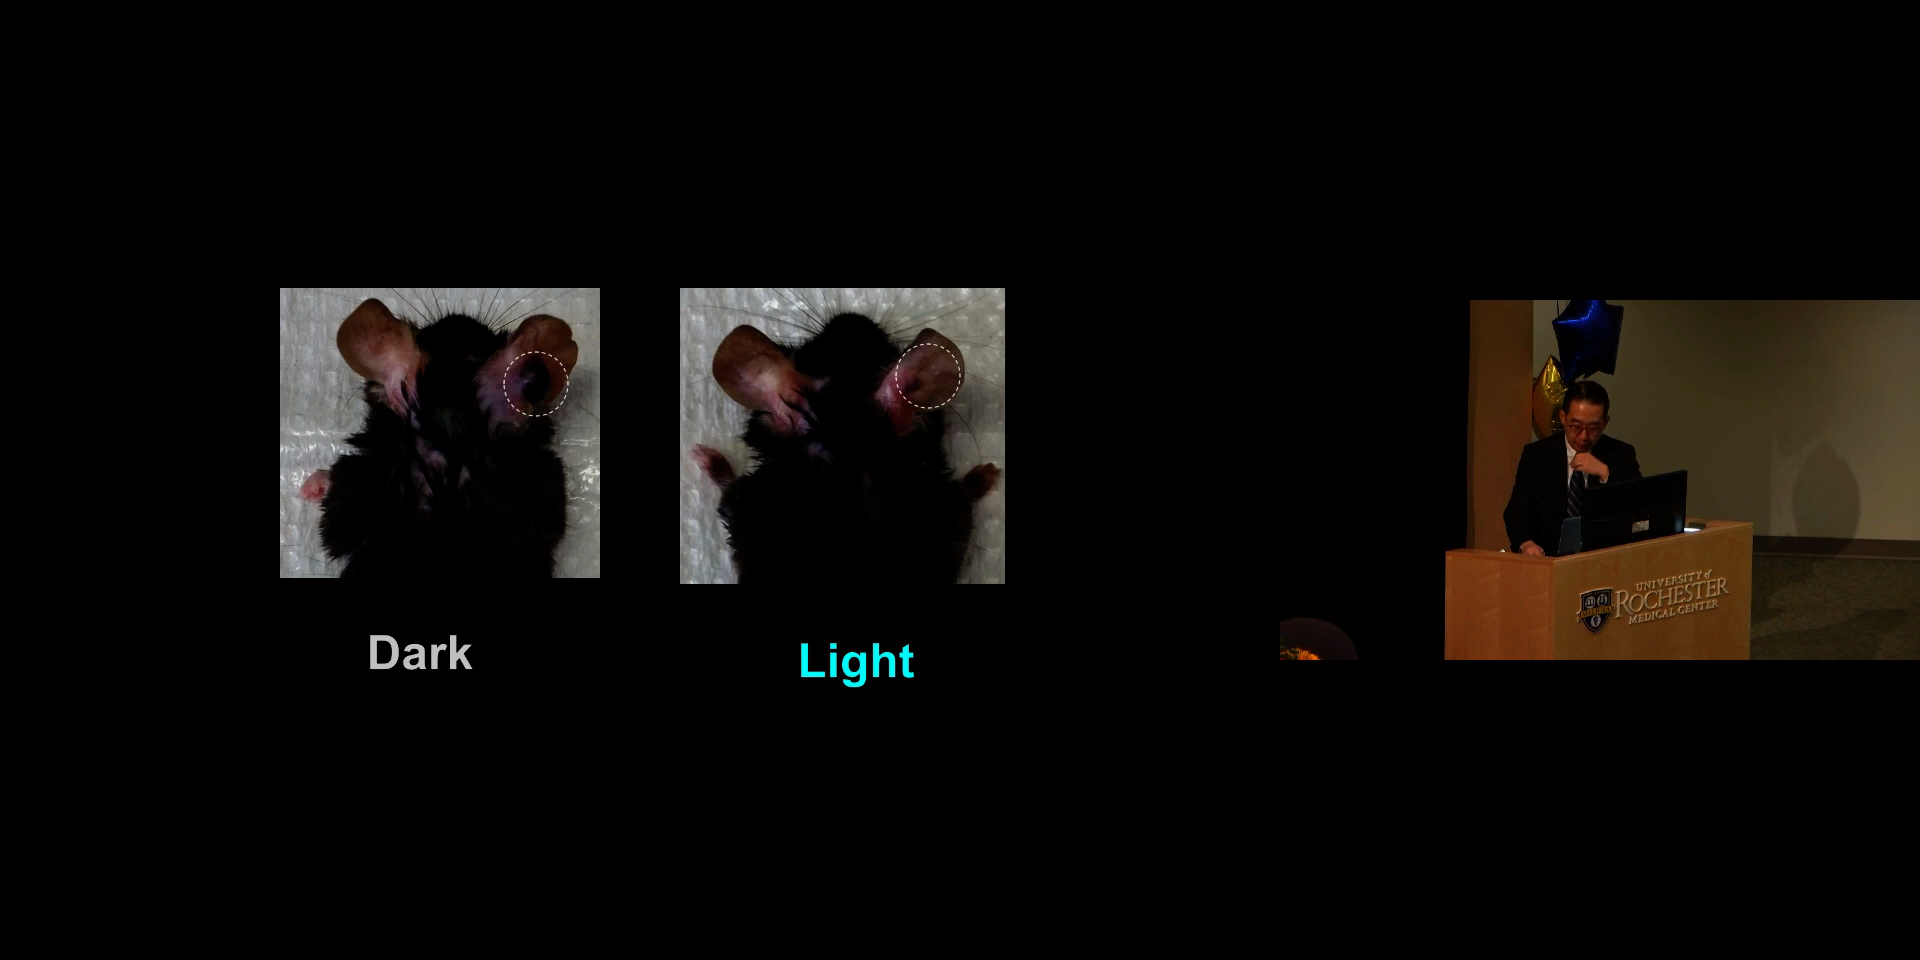 Dark
Light
UNIVERSITY of
ROCHESTER
MEDICAL CENTER